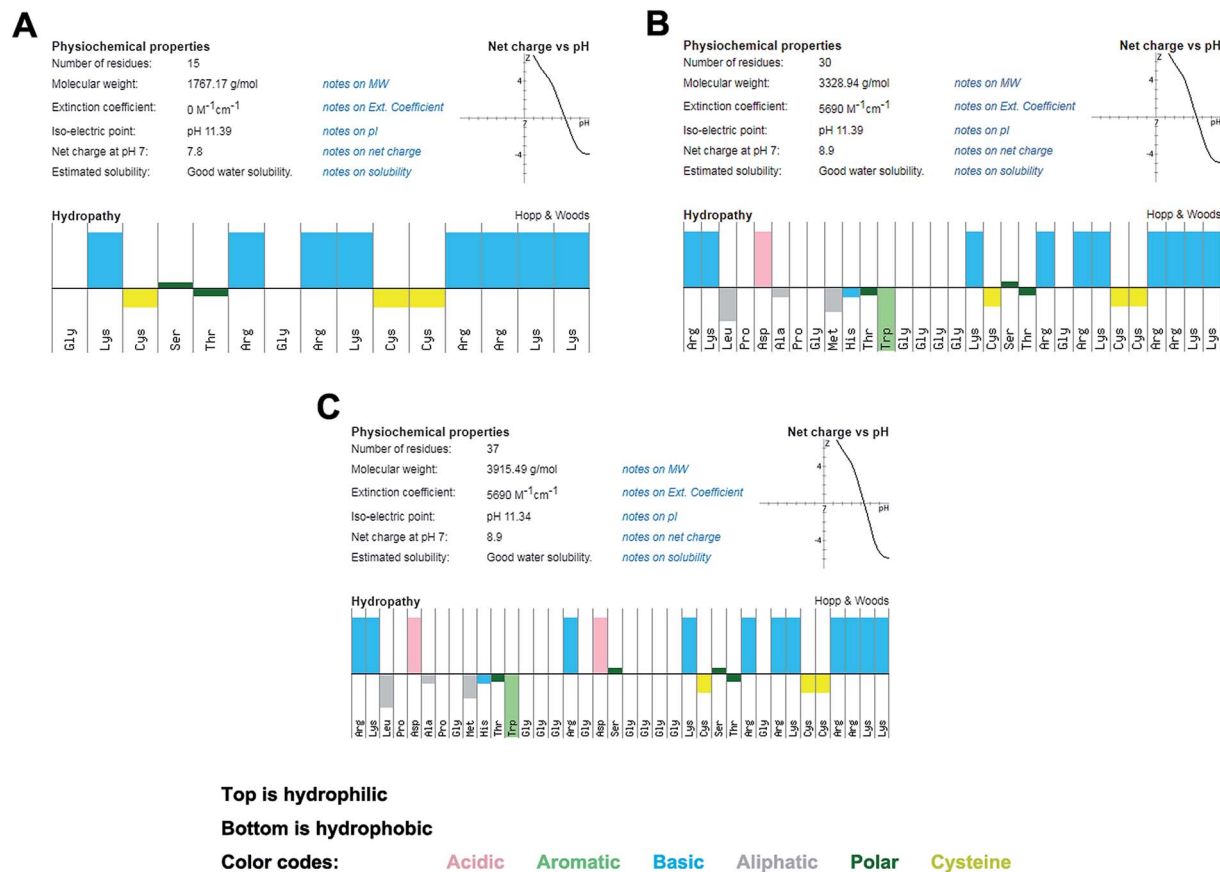 A
Physiochemical properties
Net charge vs pH
Number of residues: 15
Molecular weight: 1767.17 g/mol notes on MW
Extinction coefficient: 0 M⁻¹cm⁻¹ notes on Ext. Coefficient
Iso-electric point: pH 11.39 notes on pI
Net charge at pH 7: 7.8 notes on net charge
Estimated solubility: Good water solubility. notes on solubility
Z
4
7
pH
-4
Hydropathy
Hopp & Woods
Gly Lys Cys Ser Thr Arg Gly Arg Lys Cys Cys Arg Arg Lys Lys
B
Physiochemical properties
Net charge vs pH
Number of residues: 30
Molecular weight: 3328.94 g/mol notes on MW
Extinction coefficient: 5690 M⁻¹cm⁻¹ notes on Ext. Coefficient
Iso-electric point: pH 11.39 notes on pI
Net charge at pH 7: 8.9 notes on net charge
Estimated solubility: Good water solubility. notes on solubility
Z
4
7
pH
-4
Hydropathy
Hopp & Woods
Arg Lys Leu Pro Asp Ala Pro Gly Met His Thr Trp Gly Gly Gly Gly Lys Cys Ser Thr Arg Gly Arg Lys Cys Cys Arg Arg Lys Lys
C
Physiochemical properties
Net charge vs pH
Number of residues: 37
Molecular weight: 3915.49 g/mol notes on MW
Extinction coefficient: 5690 M⁻¹cm⁻¹ notes on Ext. Coefficient
Iso-electric point: pH 11.34 notes on pI
Net charge at pH 7: 8.9 notes on net charge
Estimated solubility: Good water solubility. notes on solubility
Z
4
7
pH
-4
Hydropathy
Hopp & Woods
Arg Lys Leu Pro Asp Ala Pro Gly Met His Thr Trp Gly Gly Gly Arg Gly Asp Ser Gly Gly Gly Gly Lys Cys Ser Thr Arg Gly Arg Lys Cys Cys Arg Arg Lys Lys
Top is hydrophilic
Bottom is hydrophobic
Color codes: Acidic Aromatic Basic Aliphatic Polar Cysteine